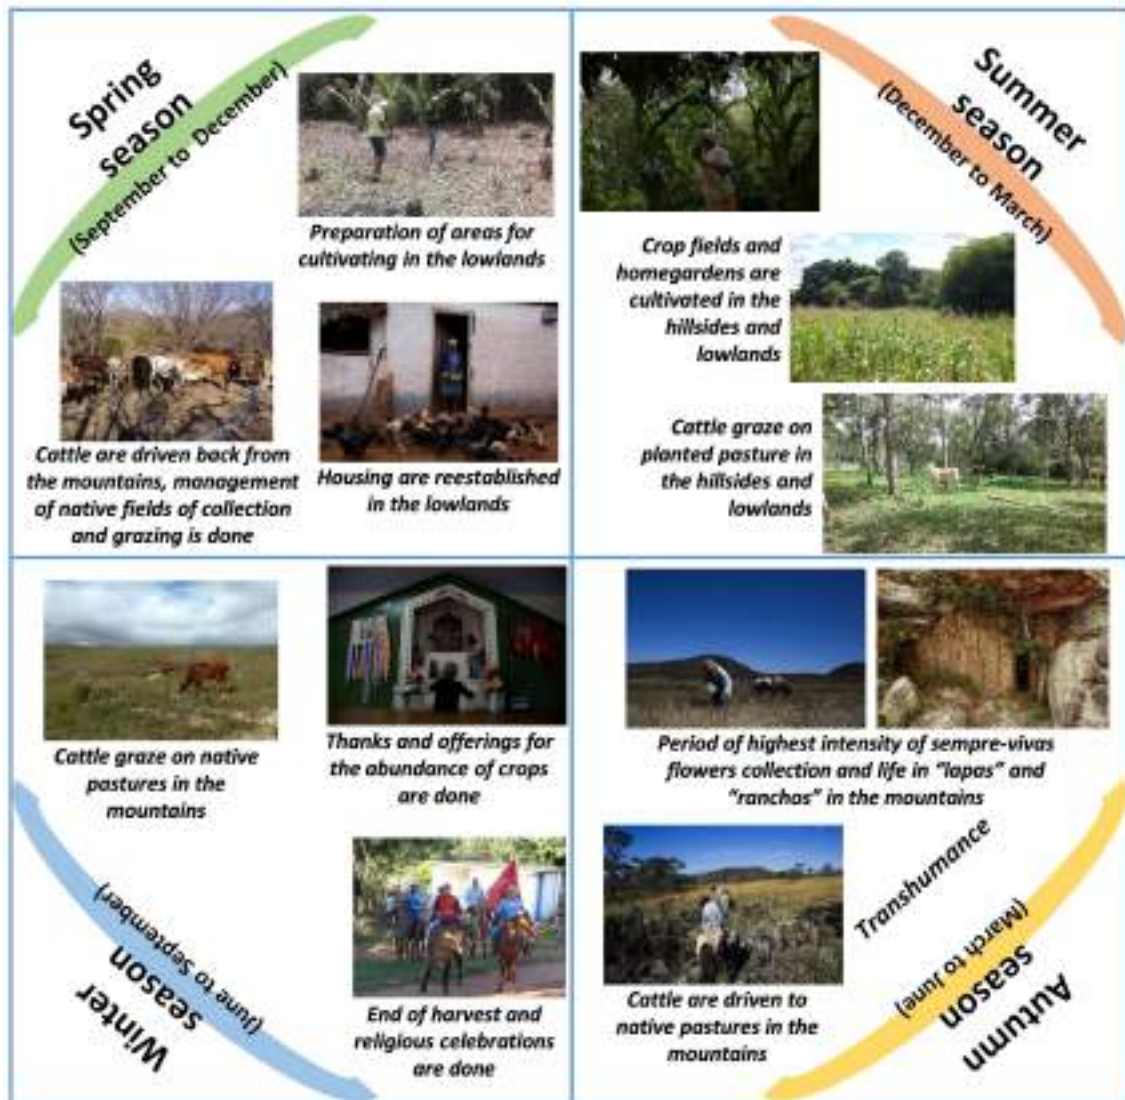 Spring
season
(September to December)
Preparation of areas for
cultivating in the lowlands
Cattle are driven back from
the mountains, management
of native fields of collection
and grazing is done
Housing are reestablished
in the lowlands
Summer
season
(December to March)
Crop fields and
homegardens are
cultivated in the
hillsides and
lowlands
Cattle graze on
planted pasture in
the hillsides and
lowlands
Cattle graze on native
pastures in the
mountains
Thanks and offerings for
the abundance of crops
are done
End of harvest and
religious celebrations
are done
(June to September)
Winter
season
Period of highest intensity of sempre-vivas
flowers collection and life in "lapas" and
"ranchos" in the mountains
Transhumance
Cattle are driven to
native pastures in the
mountains
(March to June)
Autumn
season